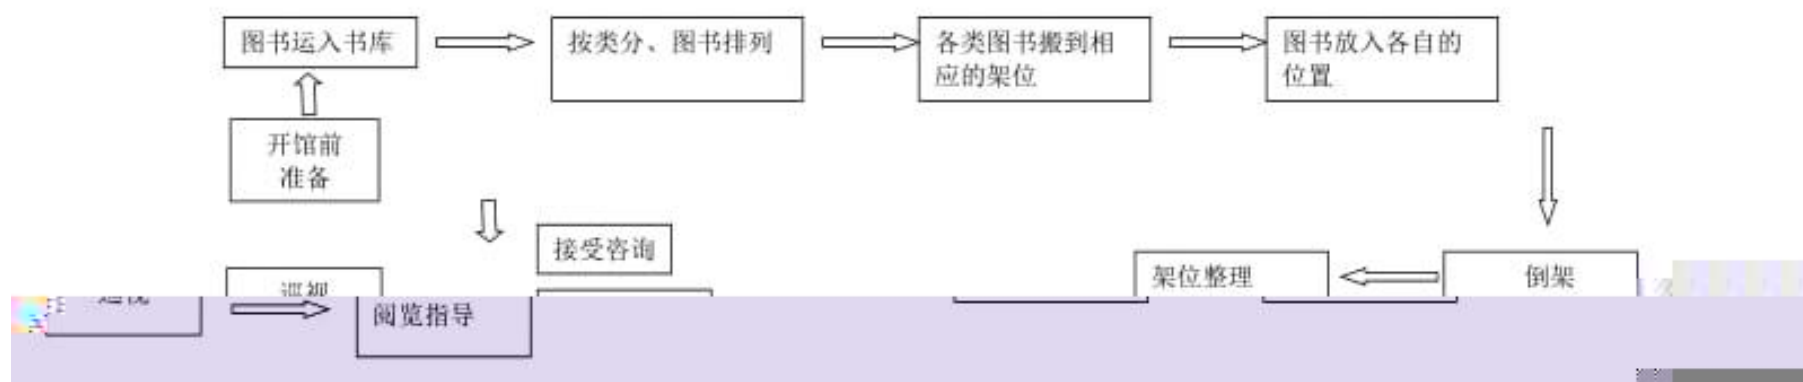 图书运入书库
按类分、图书排列
各类图书搬到相
应的架位
图书放入各自的
位置
开馆前
准备
接受咨询
架位整理
倒架
巡视
阅览指导